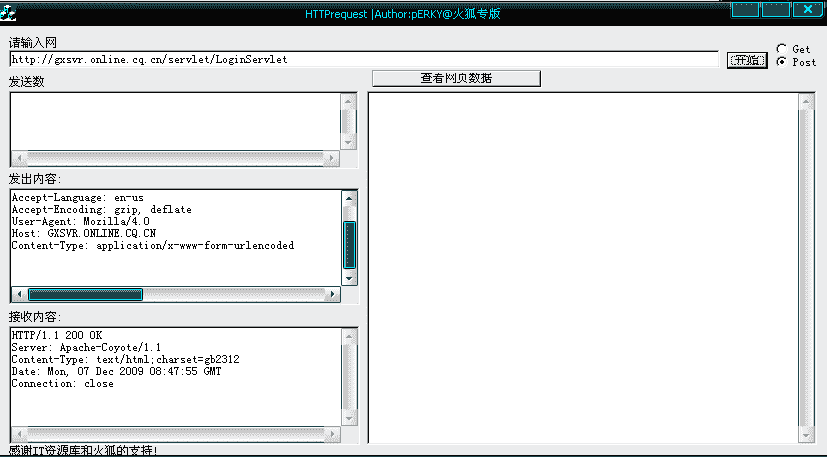 HTTPrequest |Author:pERKY@火狐专版
请输入网
http://gxsvr.online.cq.cn/servlet/LoginServlet
开始
Get
Post
发送数
查看网页数据
发出内容:
Accept-Language: en-us
Accept-Encoding: gzip, deflate
User-Agent: Mozilla/4.0
Host: GXSVR.ONLINE.CQ.CN
Content-Type: application/x-www-form-urlencoded
接收内容:
HTTP/1.1 200 OK
Server: Apache-Coyote/1.1
Content-Type: text/html;charset=gb2312
Date: Mon, 07 Dec 2009 08:47:55 GMT
Connection: close
感谢IT资源库和火狐的支持!